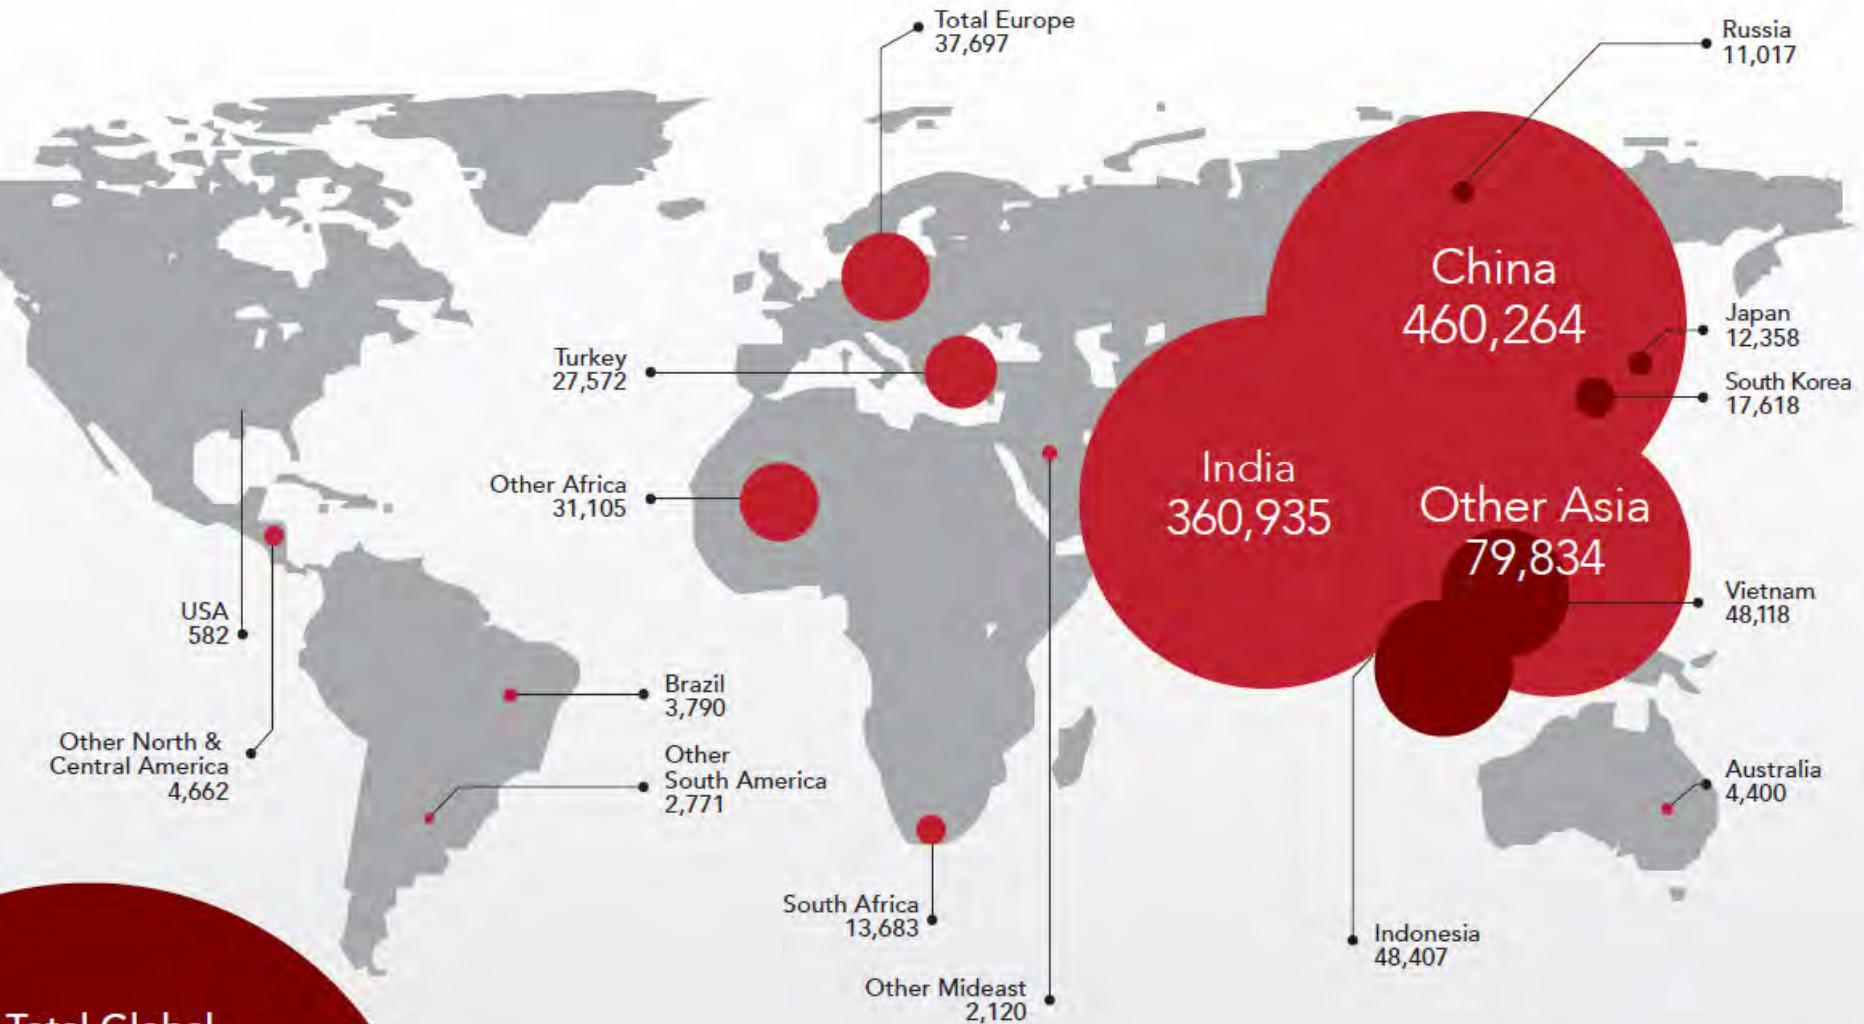 Total Europe
37,697
Russia
11,017
China
460,264
Japan
12,358
South Korea
17,618
Turkey
27,572
India
360,935
Other Africa
31,105
Other Asia
79,834
Vietnam
48,118
USA
582
Brazil
3,790
Other North &
Central America
4,662
Other
South America
2,771
Australia
4,400
South Africa
13,683
Indonesia
48,407
Other Mideast
2,120
Total Global